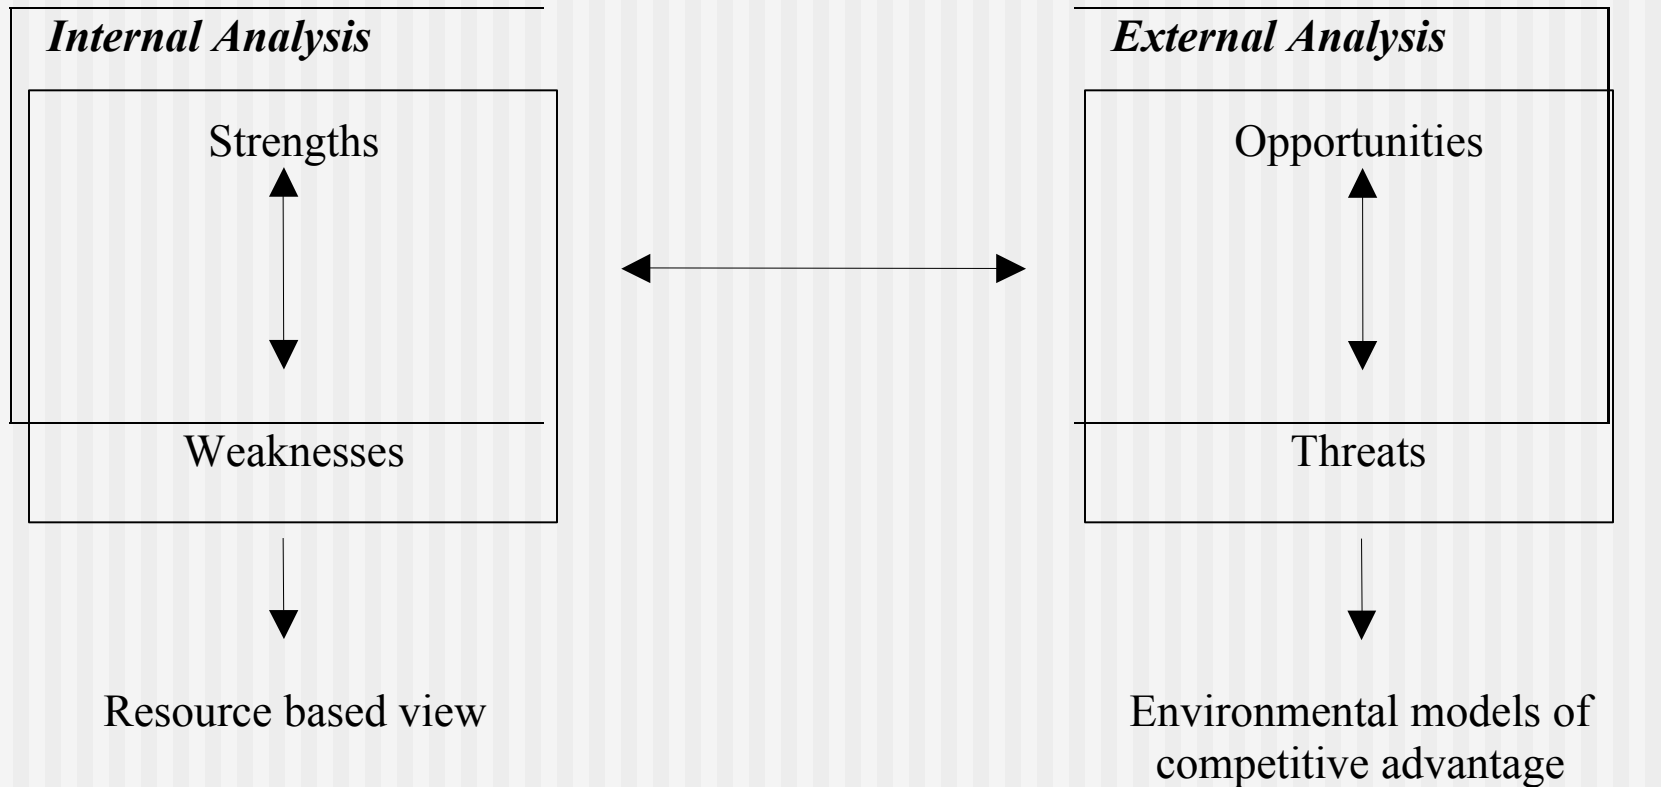 Internal Analysis
Strengths
Weaknesses
Resource based view
External Analysis
Opportunities
Threats
Environmental models of
competitive advantage